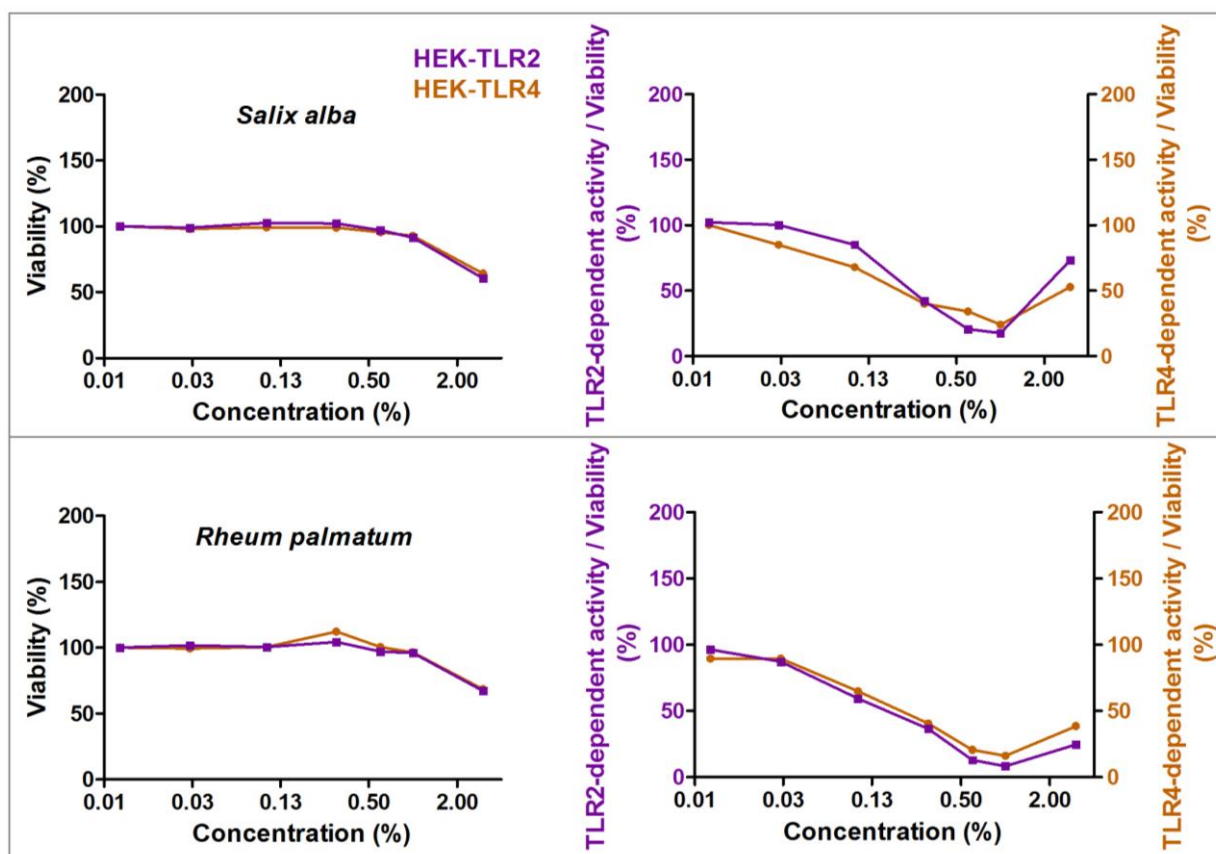 HEK-TLR2
HEK-TLR4
Salix alba
Viability (%)
200
150
100
50
0
0.01 0.03 0.13 0.50 2.00
Concentration (%)
TLR2-dependent activity / Viability
(%)
200
150
100
50
0
0.01 0.03 0.13 0.50 2.00
Concentration (%)
200
150
100
50
0
TLR4-dependent activity / Viability
(%)
Rheum palmatum
Viability (%)
200
150
100
50
0
0.01 0.03 0.13 0.50 2.00
Concentration (%)
TLR2-dependent activity / Viability
(%)
200
150
100
50
0
0.01 0.03 0.13 0.50 2.00
Concentration (%)
200
150
100
50
0
TLR4-dependent activity / Viability
(%)